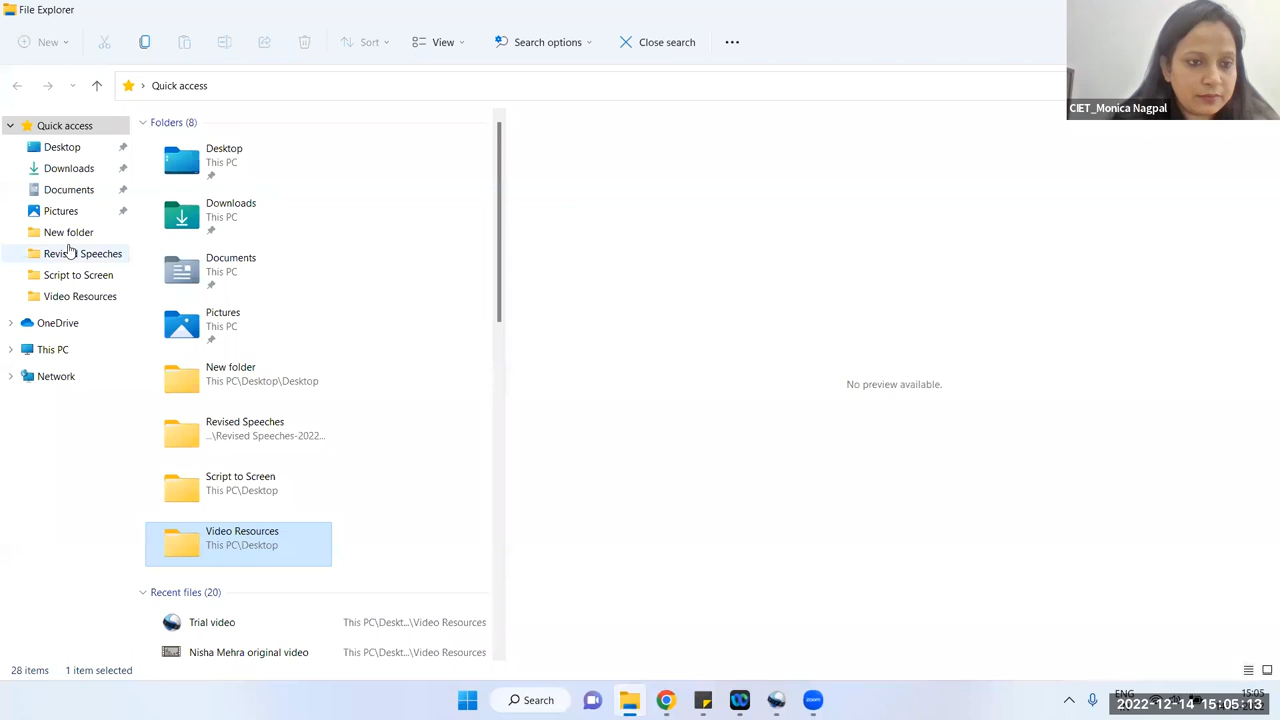 File Explorer
New
Sort
View
Search options
Close search
Quick access
CIET_Monica Nagpal
Quick access
Desktop
Downloads
Documents
Pictures
New folder
Revised Speeches
Script to Screen
Video Resources
OneDrive
This PC
Network
Folders (8)
Desktop
This PC
Downloads
This PC
Documents
This PC
Pictures
This PC
New folder
This PC\Desktop\Desktop
Revised Speeches
...\Revised Speeches-2022...
Script to Screen
This PC\Desktop
Video Resources
This PC\Desktop
Recent files (20)
Trial video This PC\Deskt...\Video Resources
Nisha Mehra original video This PC\Deskt...\Video Resources
No preview available.
28 items 1 item selected
Search
zoom
ENG
15:05
2022-12-14 15:05:13